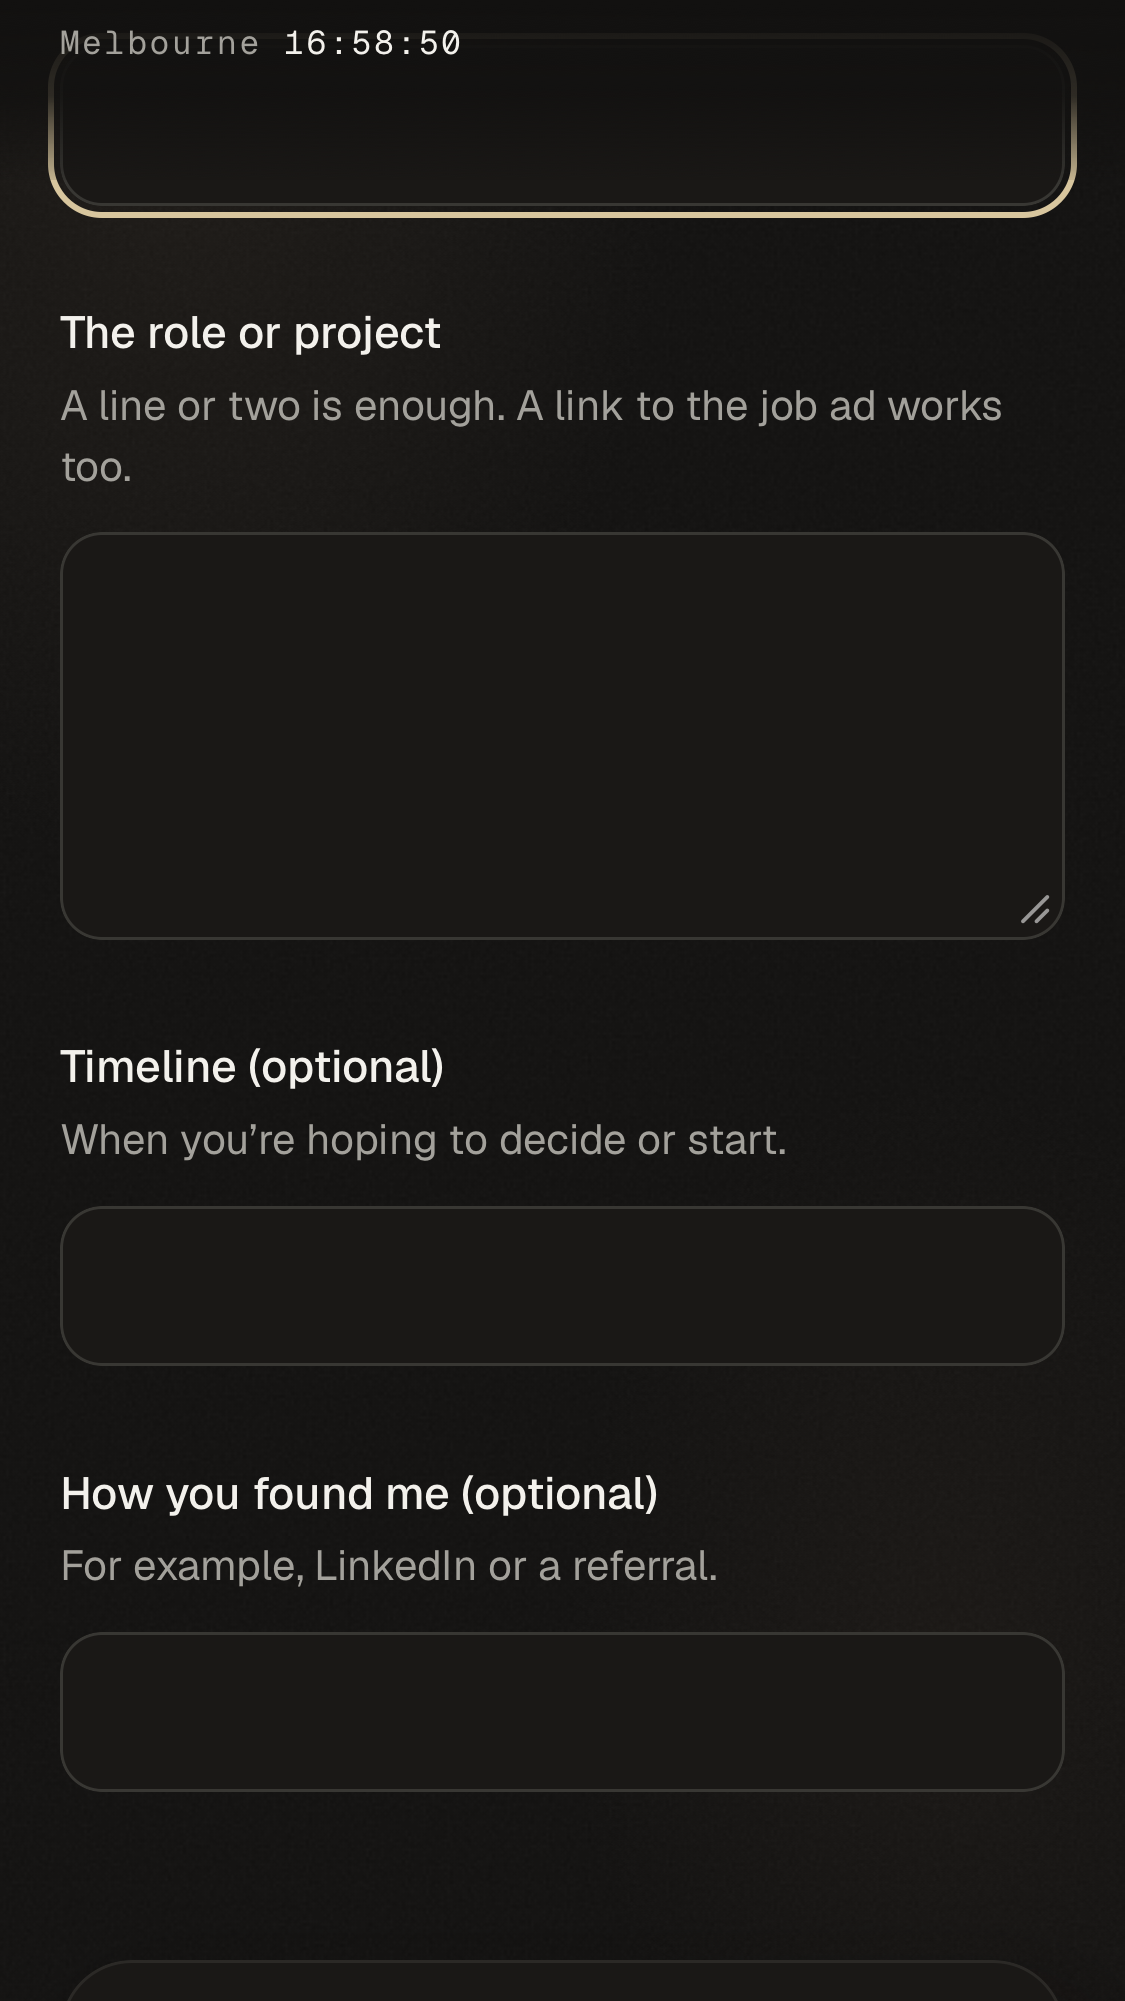 Melbourne 16:58:50
The role or project
A line or two is enough. A link to the job ad works
too.
Timeline (optional)
When you’re hoping to decide or start.
How you found me (optional)
For example, LinkedIn or a referral.